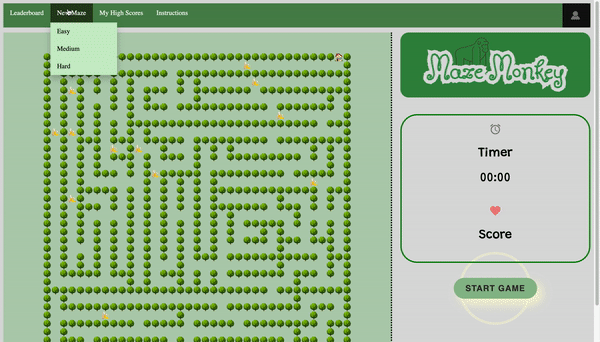 Leaderboard New Maze My High Scores Instructions
Easy
Medium
Hard
Maze Monkey
Timer
00:00
Score
START GAME